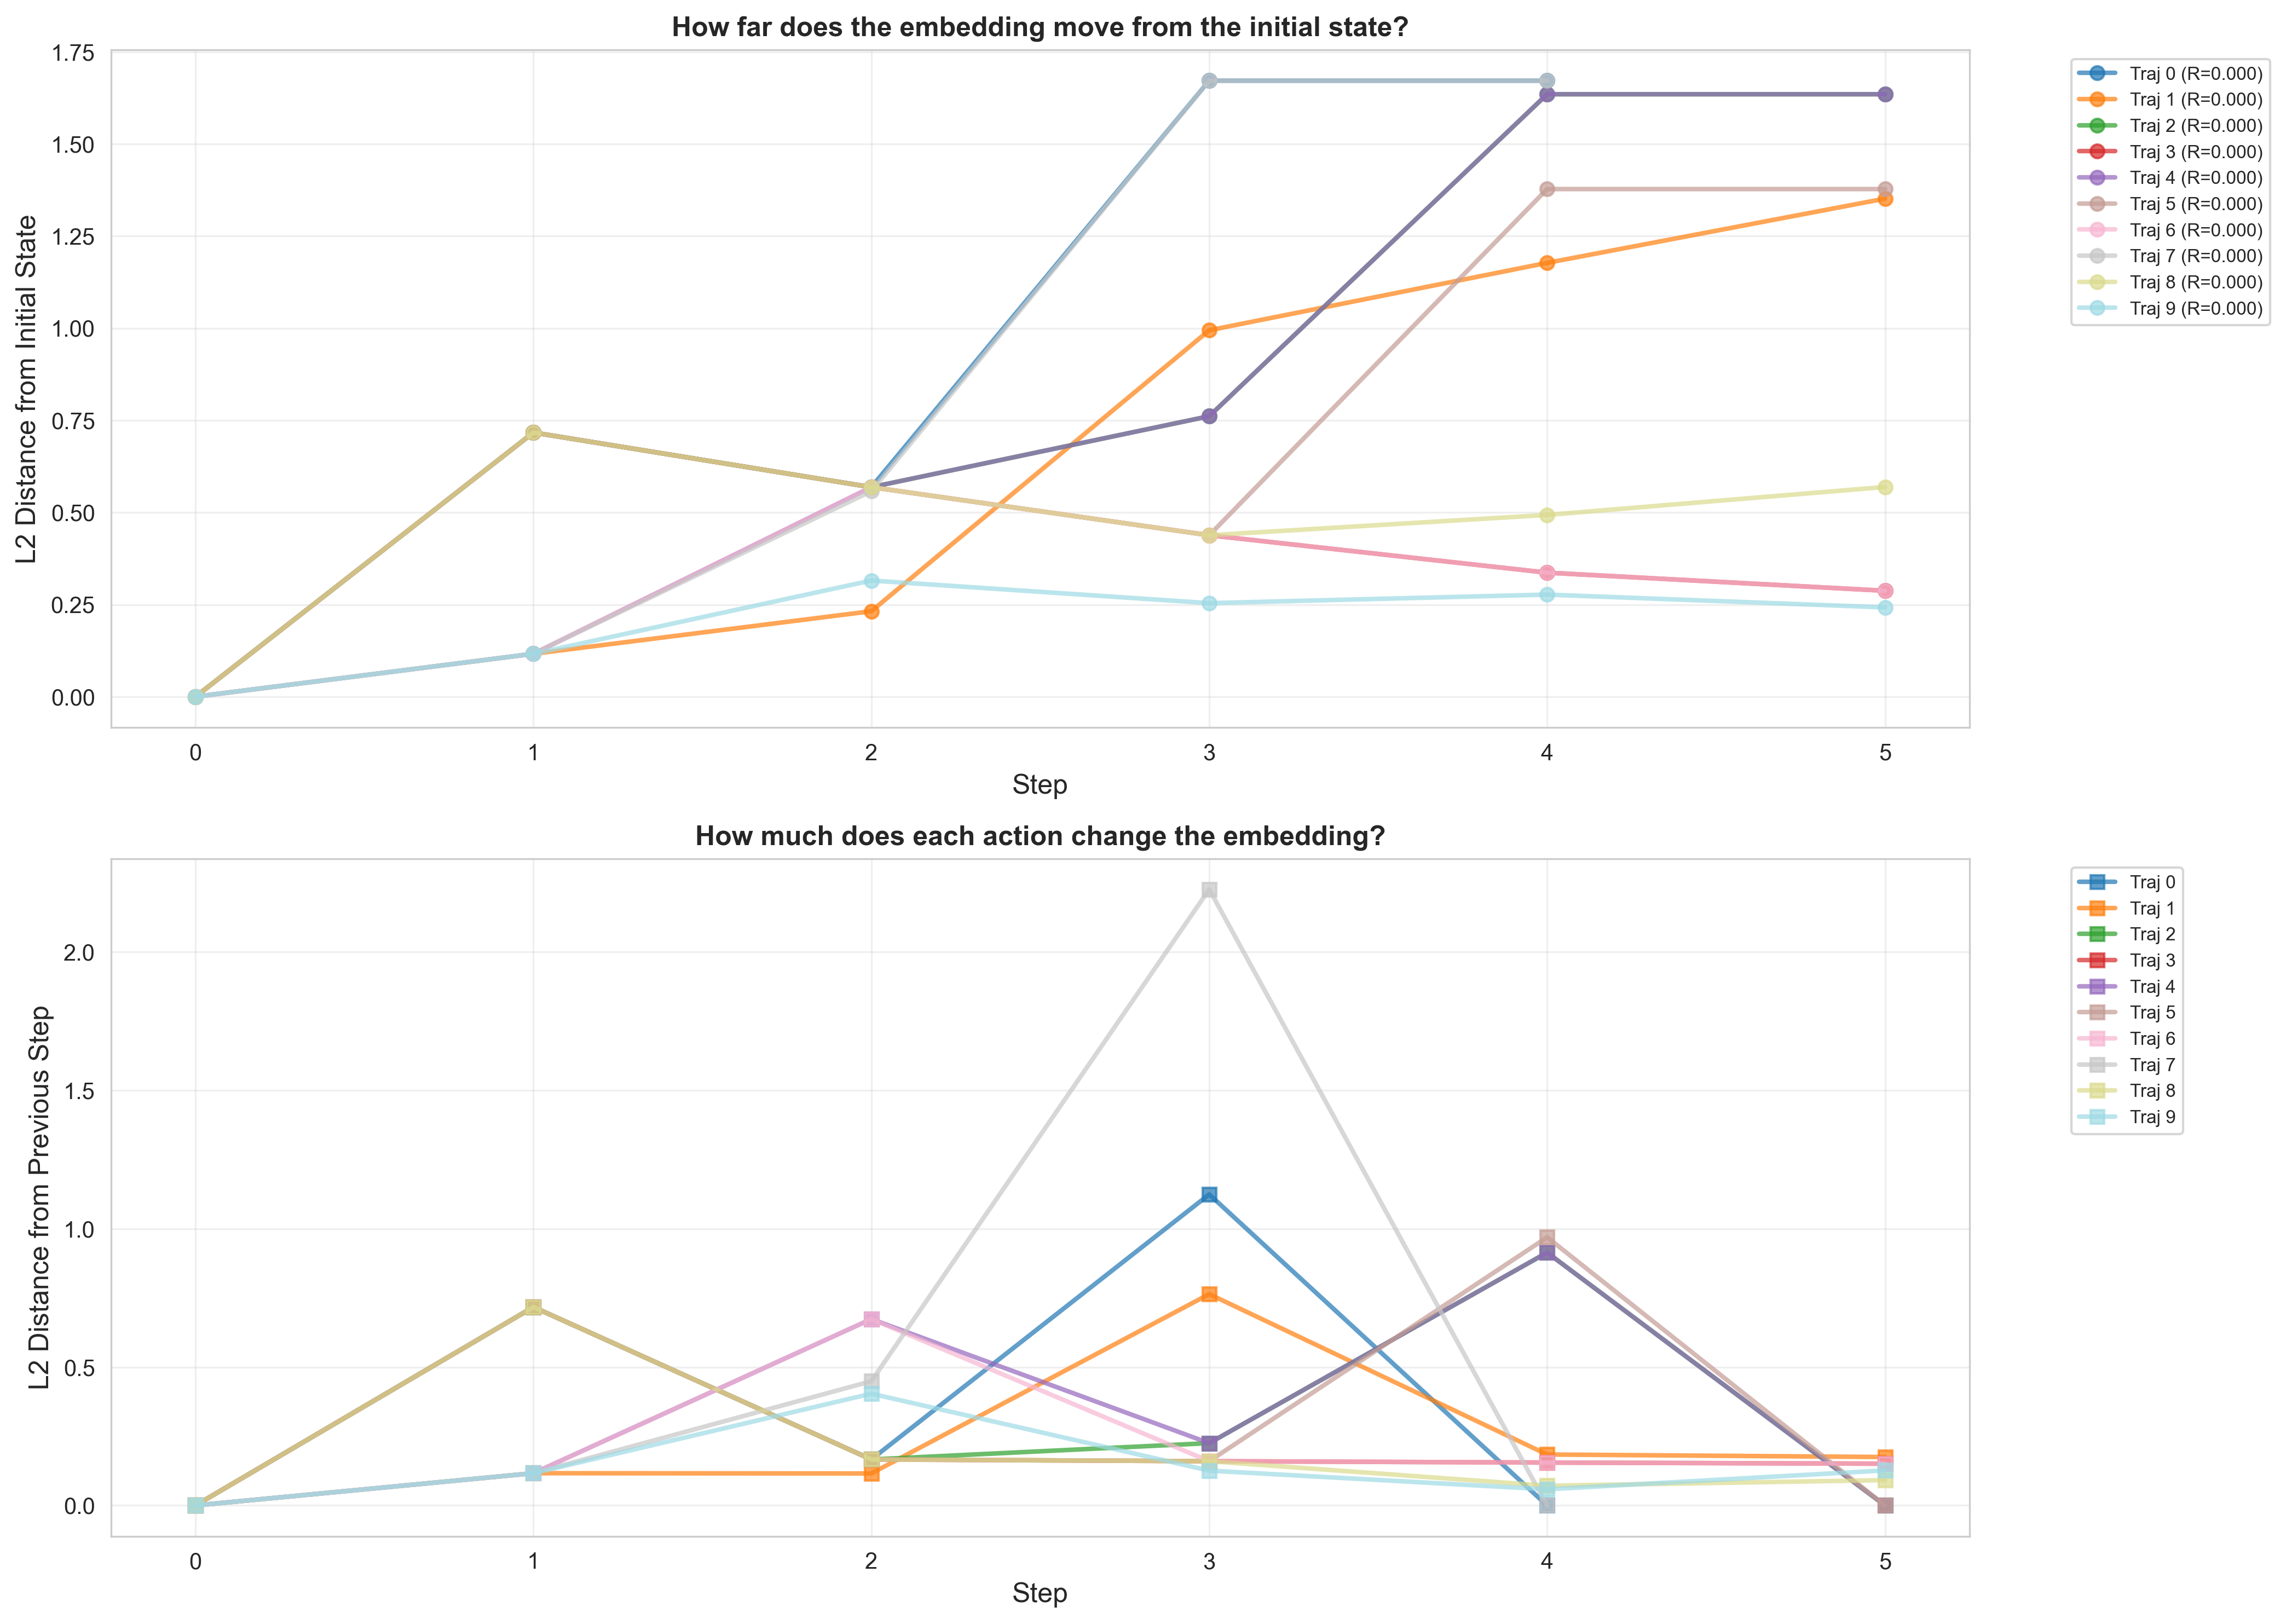 How far does the embedding move from the initial state?
1.75
1.50
1.25
1.00
0.75
0.50
0.25
0.00
L2 Distance from Initial State
0
1
2
3
4
5
Step
Traj 0 (R=0.000)
Traj 1 (R=0.000)
Traj 2 (R=0.000)
Traj 3 (R=0.000)
Traj 4 (R=0.000)
Traj 5 (R=0.000)
Traj 6 (R=0.000)
Traj 7 (R=0.000)
Traj 8 (R=0.000)
Traj 9 (R=0.000)
How much does each action change the embedding?
2.0
1.5
1.0
0.5
0.0
L2 Distance from Previous Step
0
1
2
3
4
5
Step
Traj 0
Traj 1
Traj 2
Traj 3
Traj 4
Traj 5
Traj 6
Traj 7
Traj 8
Traj 9